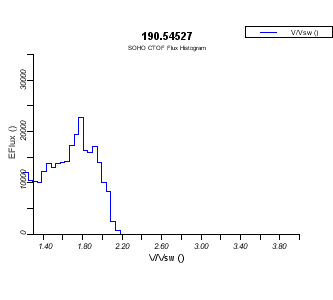 190.54527
SOHO CTOF Flux Histogram
V/Vsw ()
EFlux ()
30000
20000
10000
0
1.40 1.80 2.20 2.60 3.00 3.40 3.80
V/Vsw ()